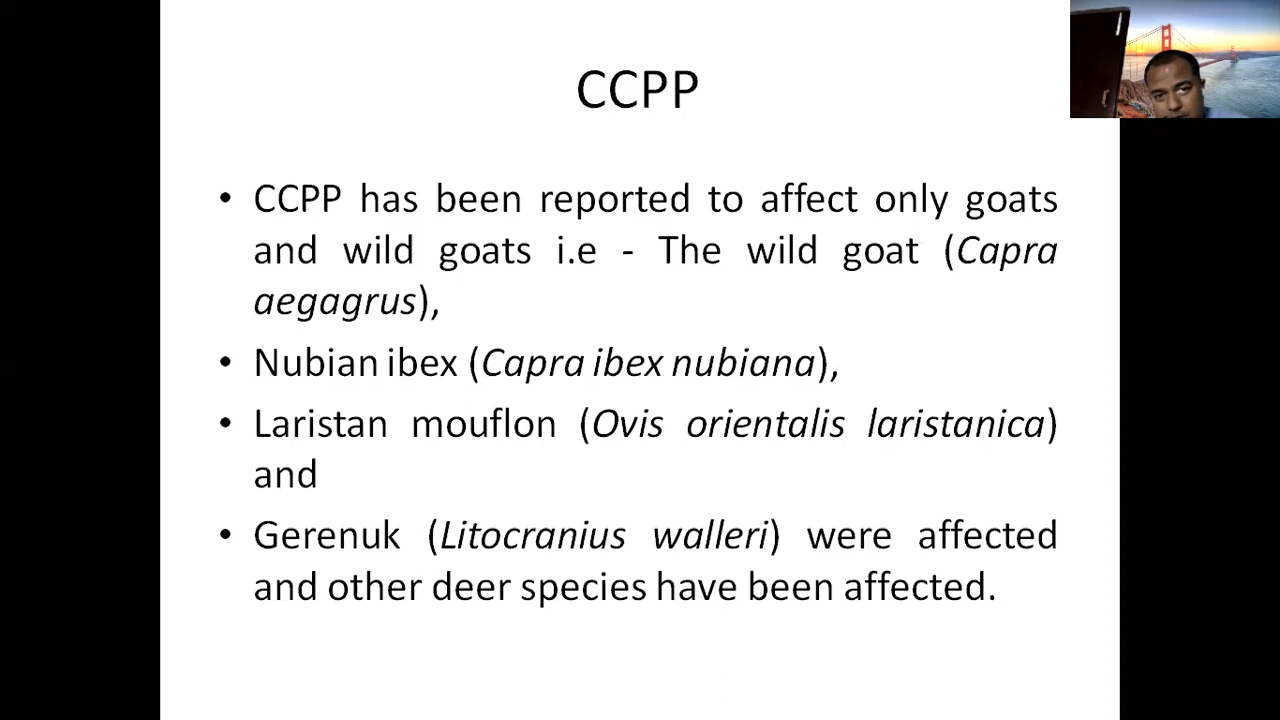 CCPP
• CCPP has been reported to affect only goats
and wild goats i.e - The wild goat (Capra
aegagrus),
• Nubian ibex (Capra ibex nubiana),
• Laristan mouflon (Ovis orientalis laristanica)
and
• Gerenuk (Litocranius walleri) were affected
and other deer species have been affected.